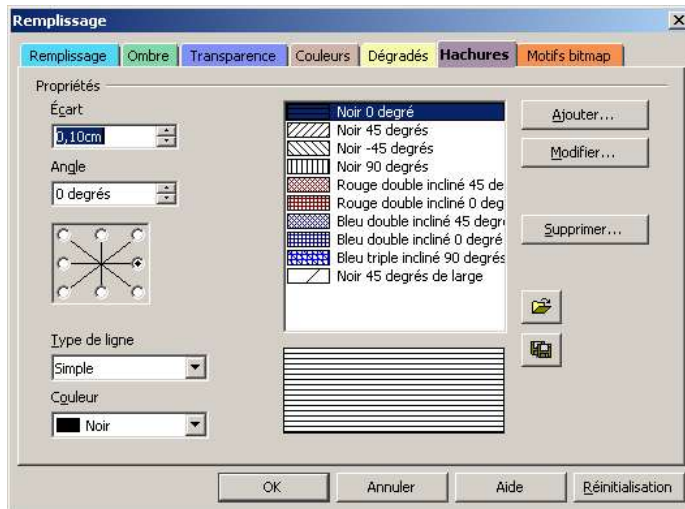 Remplissage
Remplissage Ombre Transparence Couleurs Dégradés Hachures Motifs bitmap
Propriétés
Écart
0,10cm
Angle
0 degrés
Type de ligne
Simple
Couleur
Noir
Noir 0 degré
Noir 45 degrés
Noir -45 degrés
Noir 90 degrés
Rouge double incliné 45 de
Rouge double incliné 0 deg
Bleu double incliné 45 degr
Bleu double incliné 0 degré
Bleu triple incliné 90 degrés
Noir 45 degrés de large
Ajouter...
Modifier...
Supprimer...
OK Annuler Aide Réinitialisation